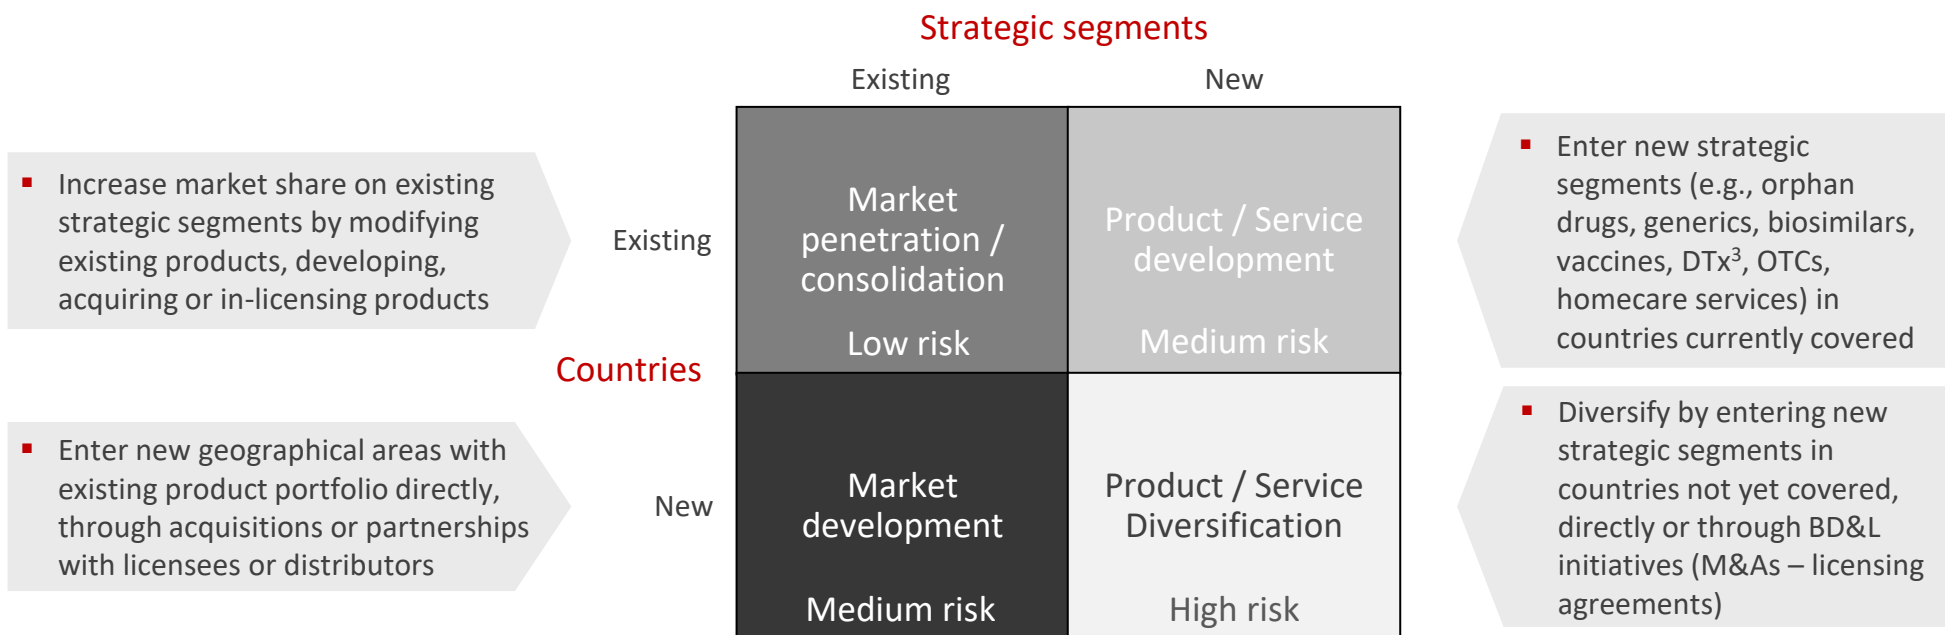 Strategic segments
Existing
New
▪ Increase market share on existing
strategic segments by modifying
existing products, developing,
acquiring or in-licensing products
Existing
Market
penetration /
consolidation
Low risk
Product / Service
development
Medium risk
▪ Enter new strategic
segments (e.g., orphan
drugs, generics, biosimilars,
vaccines, DTx³, OTCs,
homecare services) in
countries currently covered
Countries
▪ Enter new geographical areas with
existing product portfolio directly,
through acquisitions or partnerships
with licensees or distributors
New
Market
development
Medium risk
Product / Service
Diversification
High risk
▪ Diversify by entering new
strategic segments in
countries not yet covered,
directly or through BD&L
initiatives (M&As – licensing
agreements)